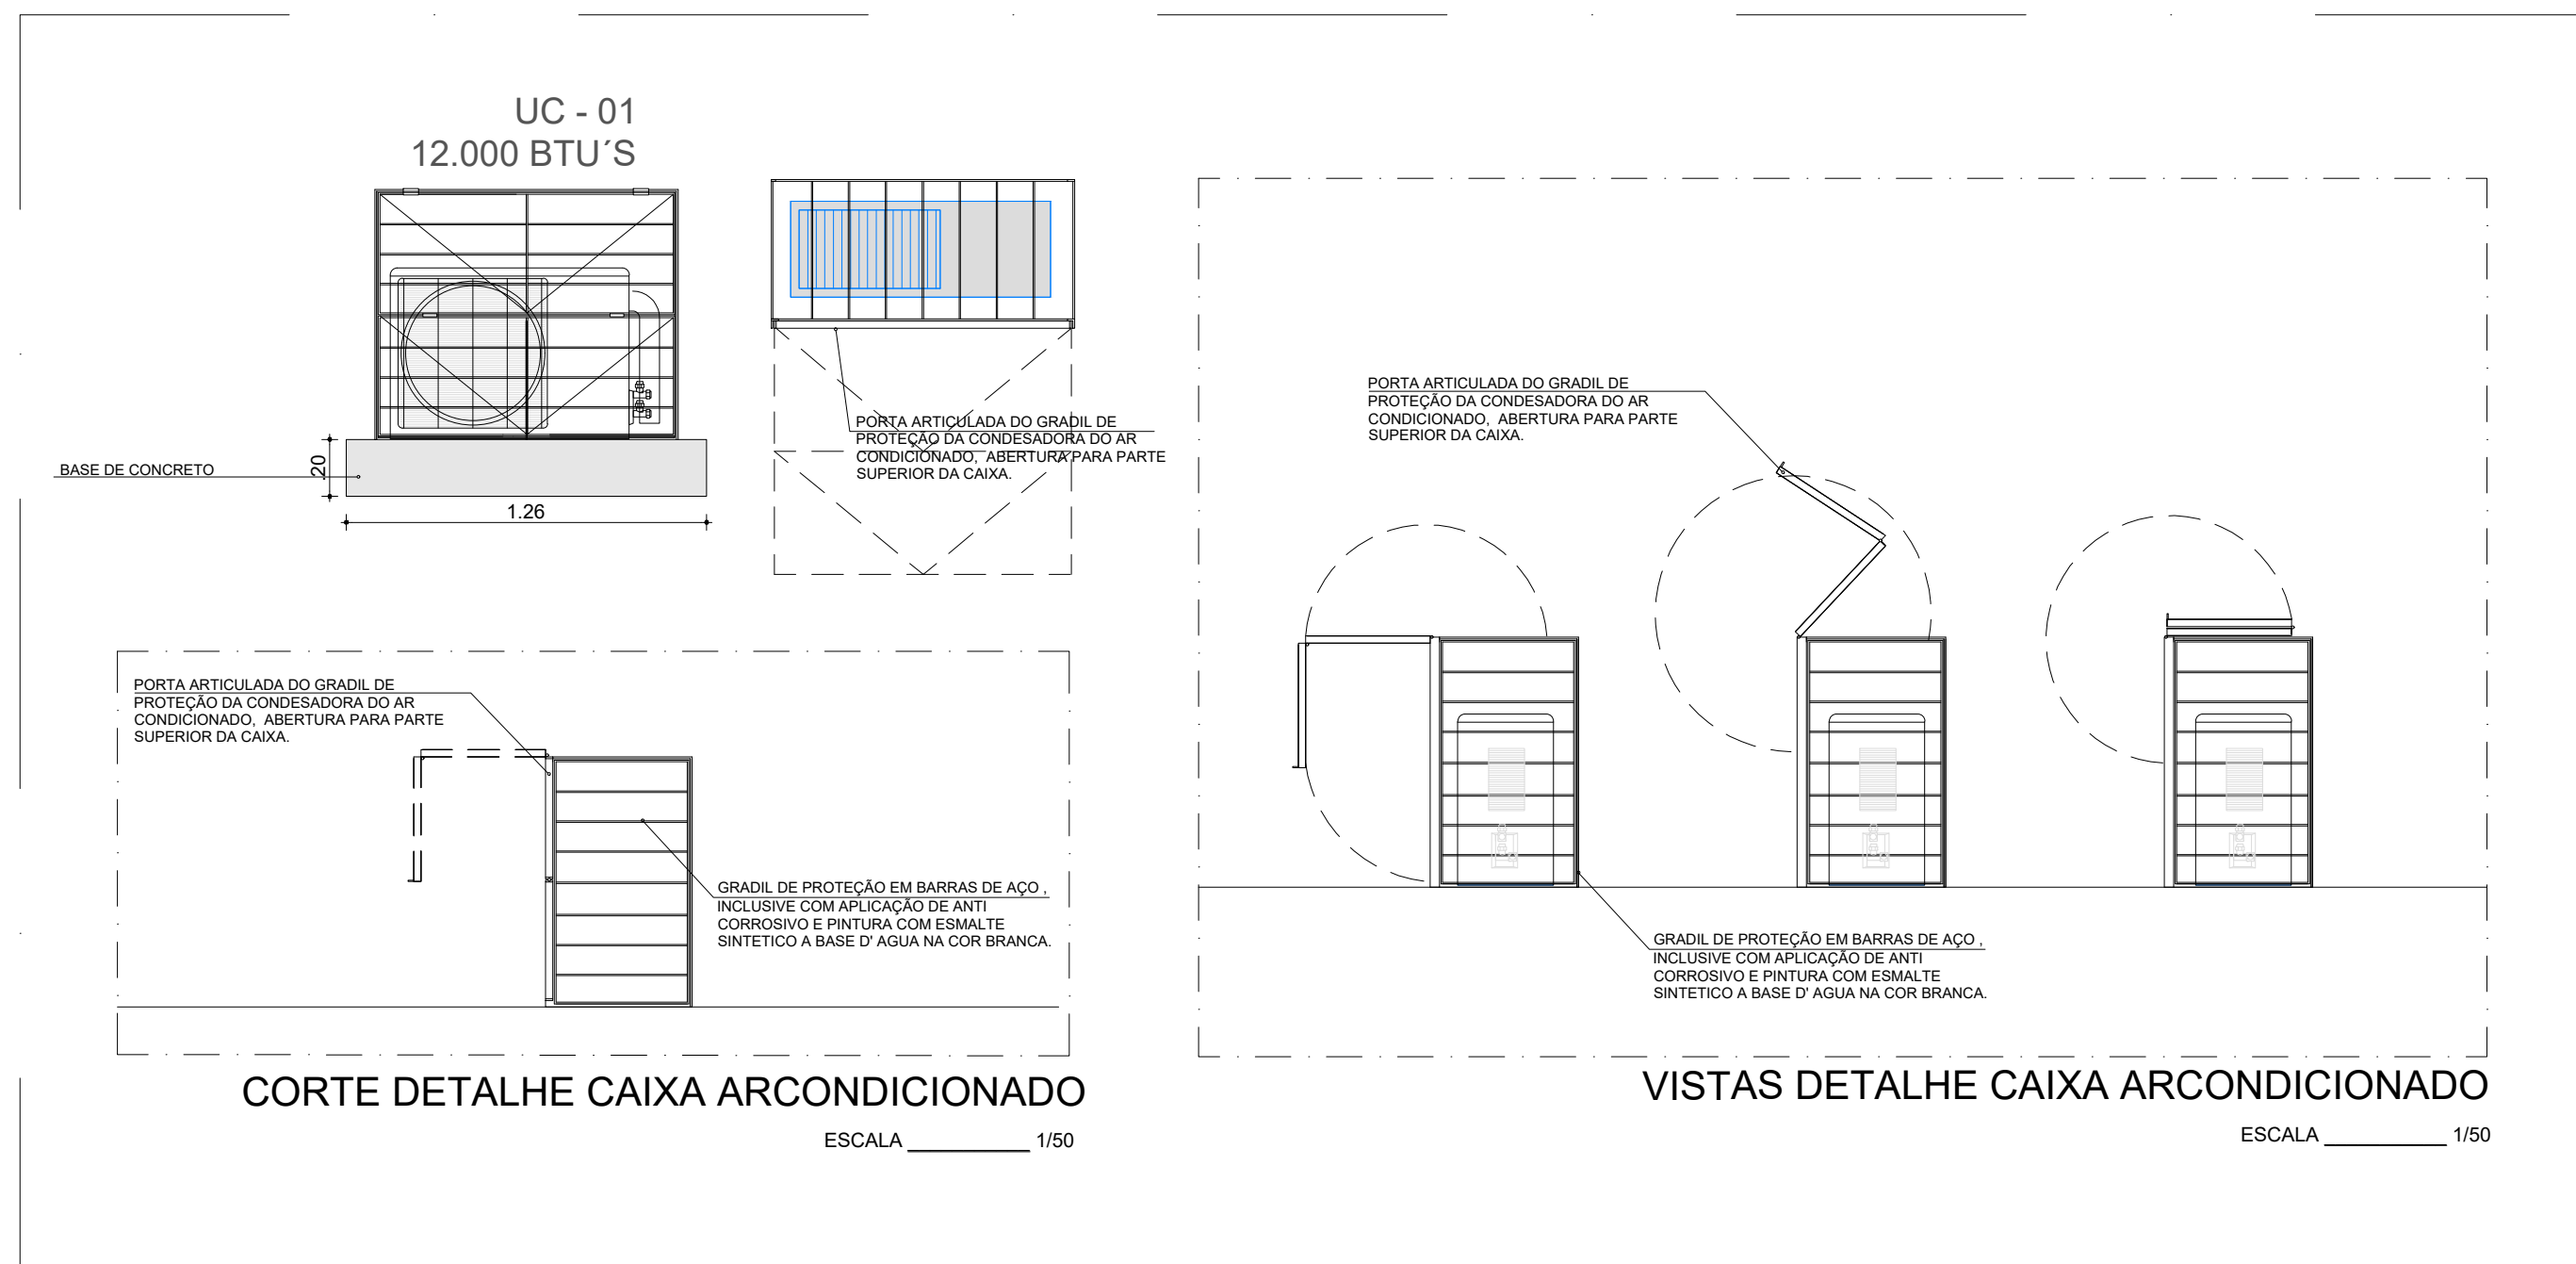 UC - 01
12.000 BTU´S
BASE DE CONCRETO
.20
1.26
PORTA ARTICULADA DO GRADIL DE
PROTEÇÃO DA CONDESADORA DO AR
CONDICIONADO, ABERTURA PARA PARTE
SUPERIOR DA CAIXA.
PORTA ARTICULADA DO GRADIL DE
PROTEÇÃO DA CONDESADORA DO AR
CONDICIONADO, ABERTURA PARA PARTE
SUPERIOR DA CAIXA.
GRADIL DE PROTEÇÃO EM BARRAS DE AÇO ,
INCLUSIVE COM APLICAÇÃO DE ANTI
CORROSIVO E PINTURA COM ESMALTE
SINTETICO A BASE D' AGUA NA COR BRANCA.
CORTE DETALHE CAIXA ARCONDICIONADO
ESCALA __________ 1/50
PORTA ARTICULADA DO GRADIL DE
PROTEÇÃO DA CONDESADORA DO AR
CONDICIONADO, ABERTURA PARA PARTE
SUPERIOR DA CAIXA.
GRADIL DE PROTEÇÃO EM BARRAS DE AÇO ,
INCLUSIVE COM APLICAÇÃO DE ANTI
CORROSIVO E PINTURA COM ESMALTE
SINTETICO A BASE D' AGUA NA COR BRANCA.
VISTAS DETALHE CAIXA ARCONDICIONADO
ESCALA __________ 1/50